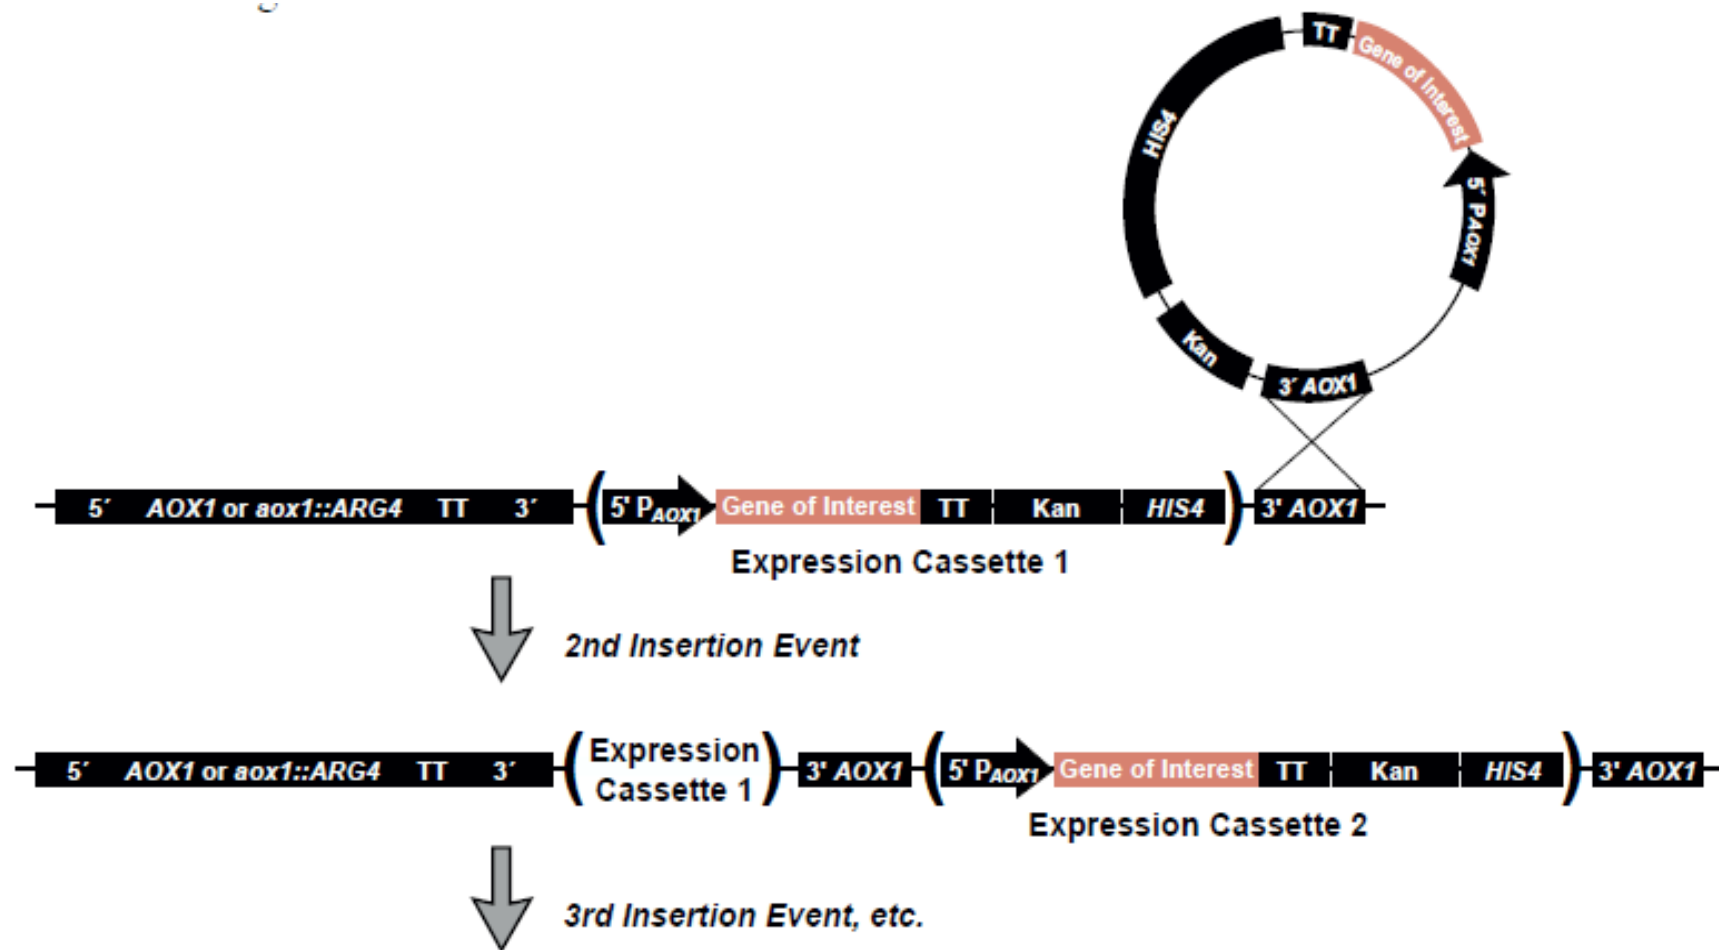 TT
Gene of Interest
HIS4
5´ PAOX1
Kan
3´ AOX1
5´ AOX1 or aox1::ARG4 TT 3´ ( 5' PAOX1 Gene of Interest TT Kan HIS4 ) 3' AOX1
Expression Cassette 1
2nd Insertion Event
5´ AOX1 or aox1::ARG4 TT 3´ ( Expression Cassette 1 ) 3' AOX1 ( 5' PAOX1 Gene of Interest TT Kan HIS4 ) 3' AOX1
Expression Cassette 2
3rd Insertion Event, etc.